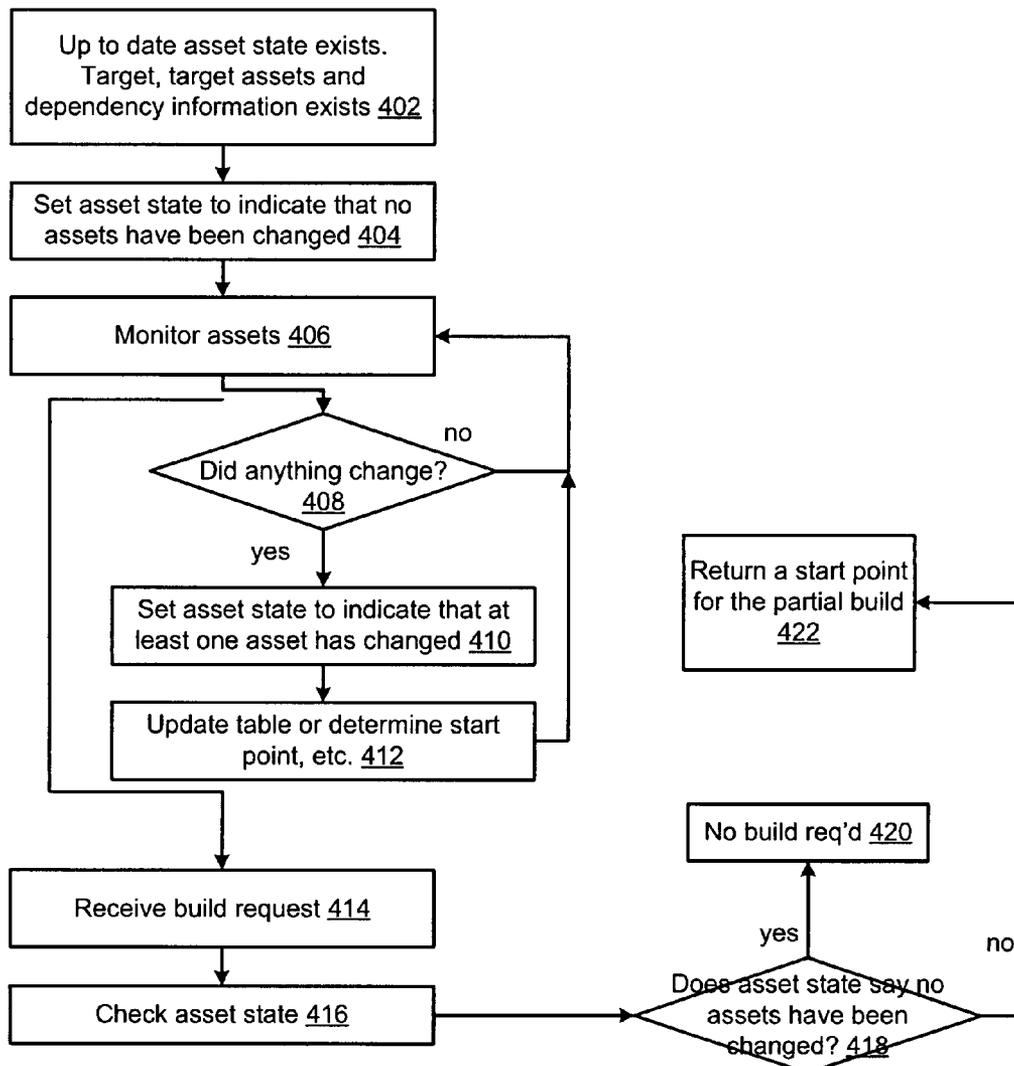 Up to date asset state exists.
Target, target assets and
dependency information exists 402
Set asset state to indicate that no
assets have been changed 404
Monitor assets 406
no
Did anything change?
408
yes
Set asset state to indicate that at
least one asset has changed 410
Update table or determine start
point, etc. 412
Return a start point
for the partial build
422
No build req'd 420
Receive build request 414
yes
no
Check asset state 416
Does asset state say no
assets have been
changed? 418